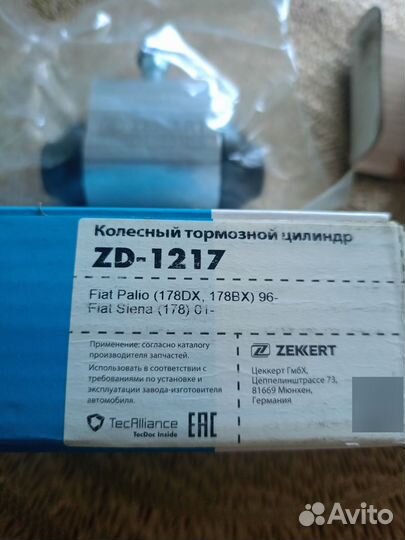 Колесный тормозной цилиндр
ZD-1217
Fiat Palio (178DX, 178BX) 96-
Fiat Siena (178) 01-
Применение: согласно каталогу
производителя запчастей.
Использовать в соответствии с
требованиями по установке и
эксплуатации завода-изготовителя
автомобиля.
ZEKKERT
Цеккерт ГмбХ,
Цеппелинштрассе 73,
81669 Мюнхен,
Германия
TecAlliance
TecDoc Inside
EAC
Avito